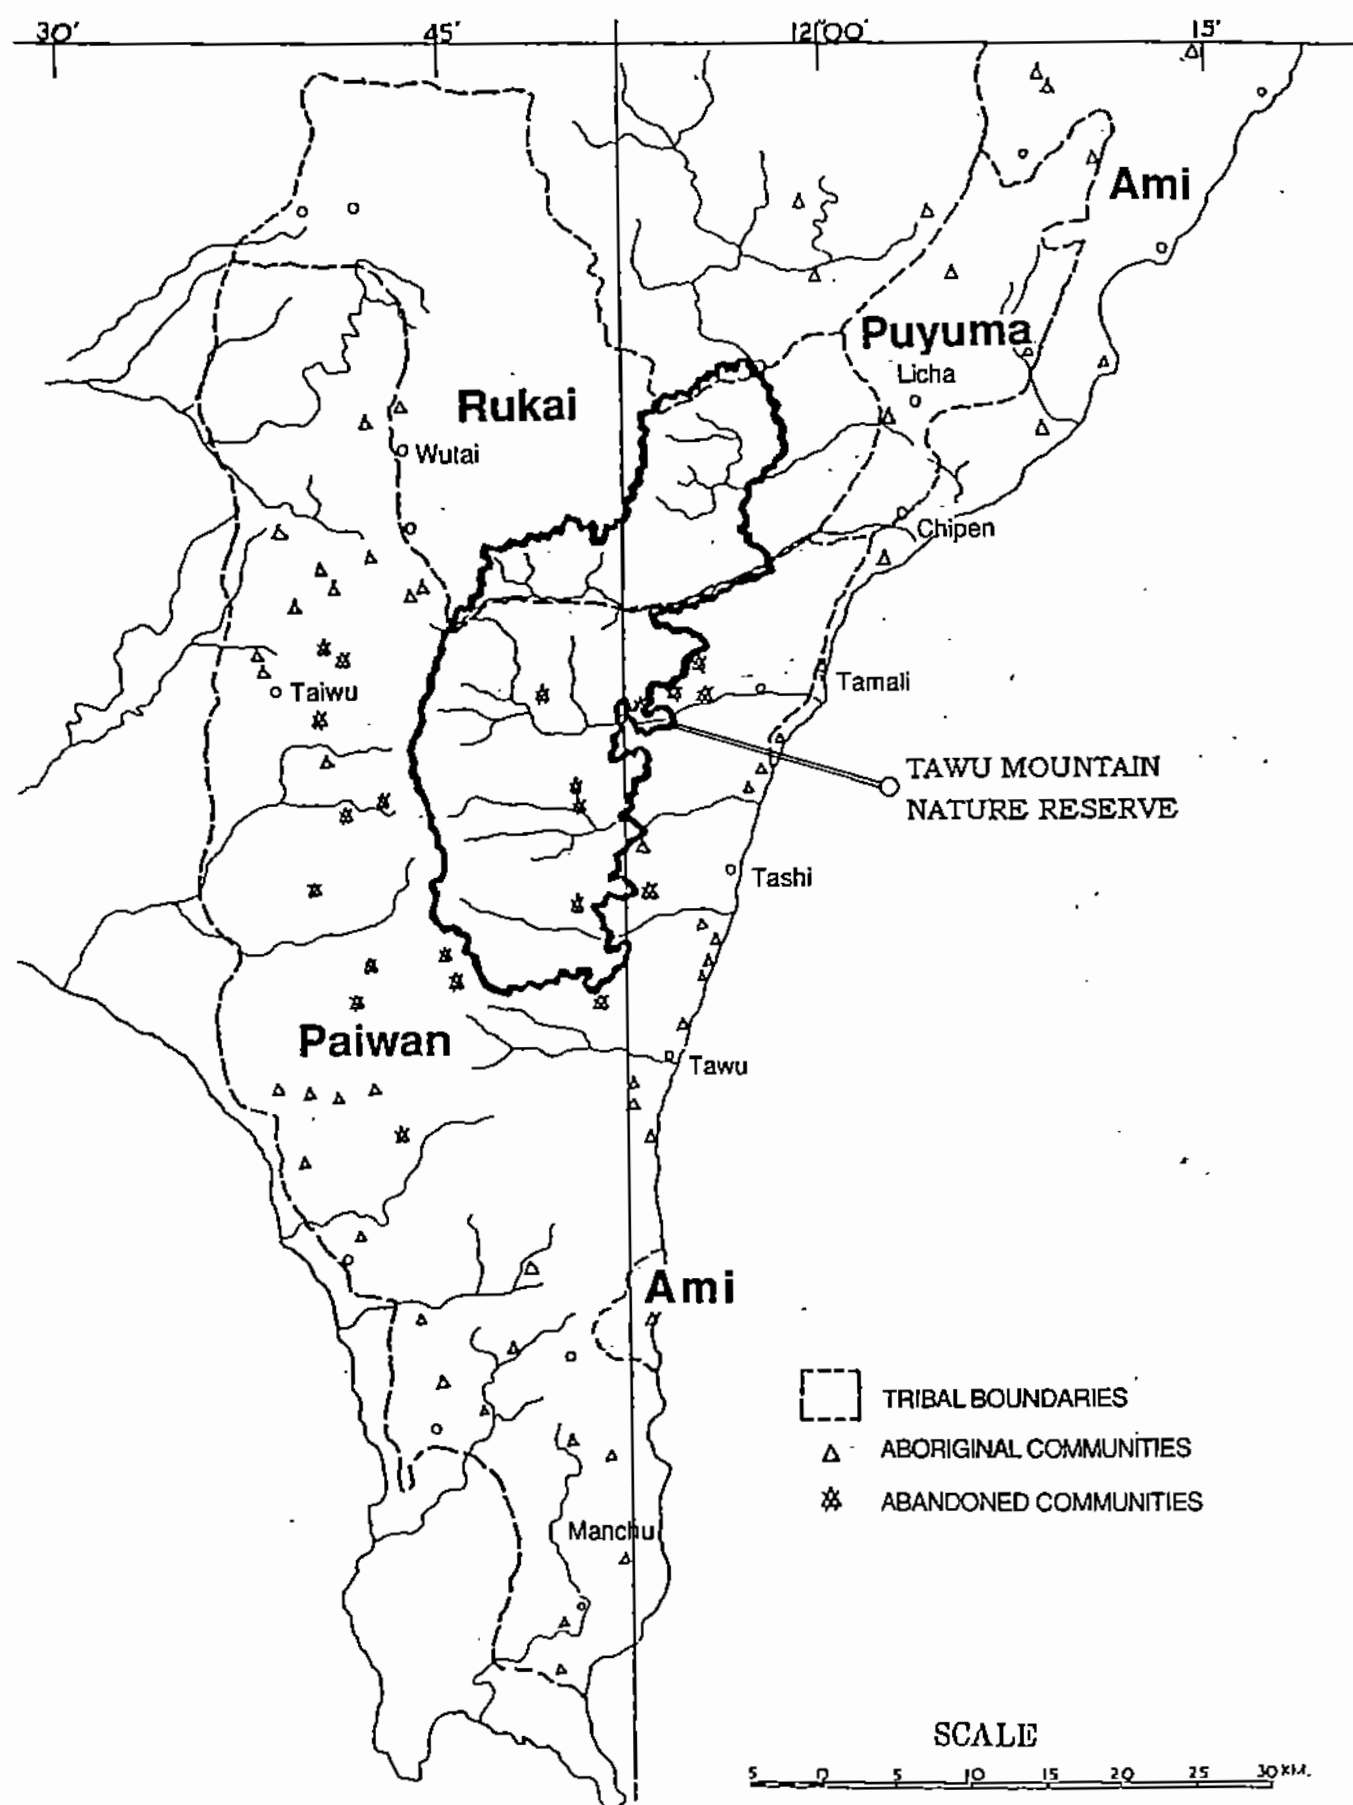 30' 45' 12°00' 15'
Ami
Puyuma
Licha
Rukai
Wutai
Chipen
Taiwu
Tamali
TAWU MOUNTAIN
NATURE RESERVE
Tashi
Paiwan
Tawu
Ami
TRIBAL BOUNDARIES
ABORIGINAL COMMUNITIES
ABANDONED COMMUNITIES
Manchu
SCALE
5 0 5 10 15 20 25 30 KM.